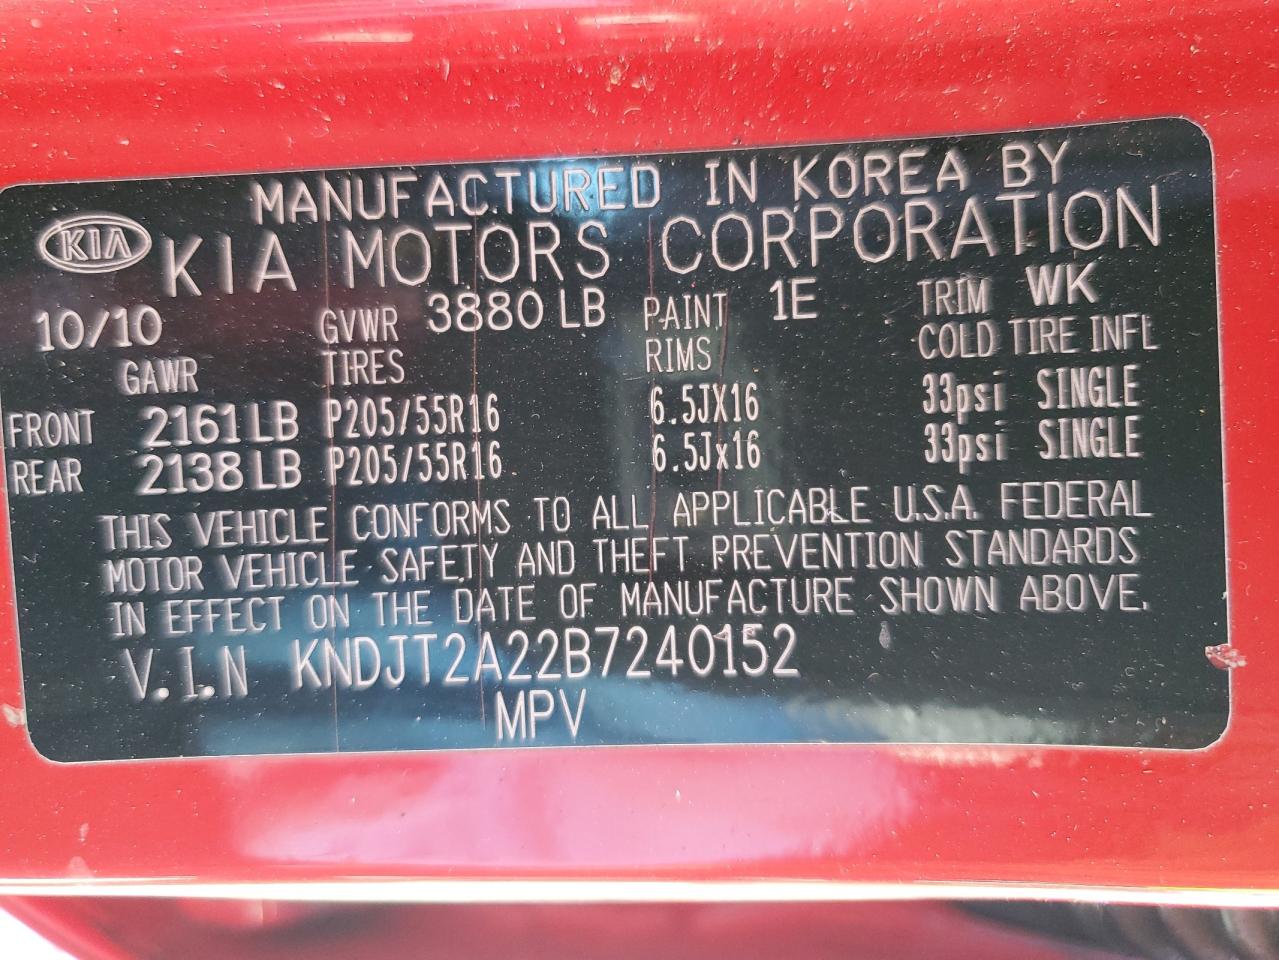 MANUFACTURED IN KOREA BY
KIA KIA MOTORS CORPORATION
10/10 GVWR 3880 LB PAINT 1E TRIM WK
GAWR TIRES RIMS COLD TIRE INFL
FRONT 2161 LB P205/55R16 6.5JX16 33psi SINGLE
REAR 2138 LB P205/55R16 6.5Jx16 33psi SINGLE
THIS VEHICLE CONFORMS TO ALL APPLICABLE U.S.A. FEDERAL
MOTOR VEHICLE SAFETY AND THEFT PREVENTION STANDARDS
IN EFFECT ON THE DATE OF MANUFACTURE SHOWN ABOVE.
V.I.N KNDJT2A22B7240152
MPV